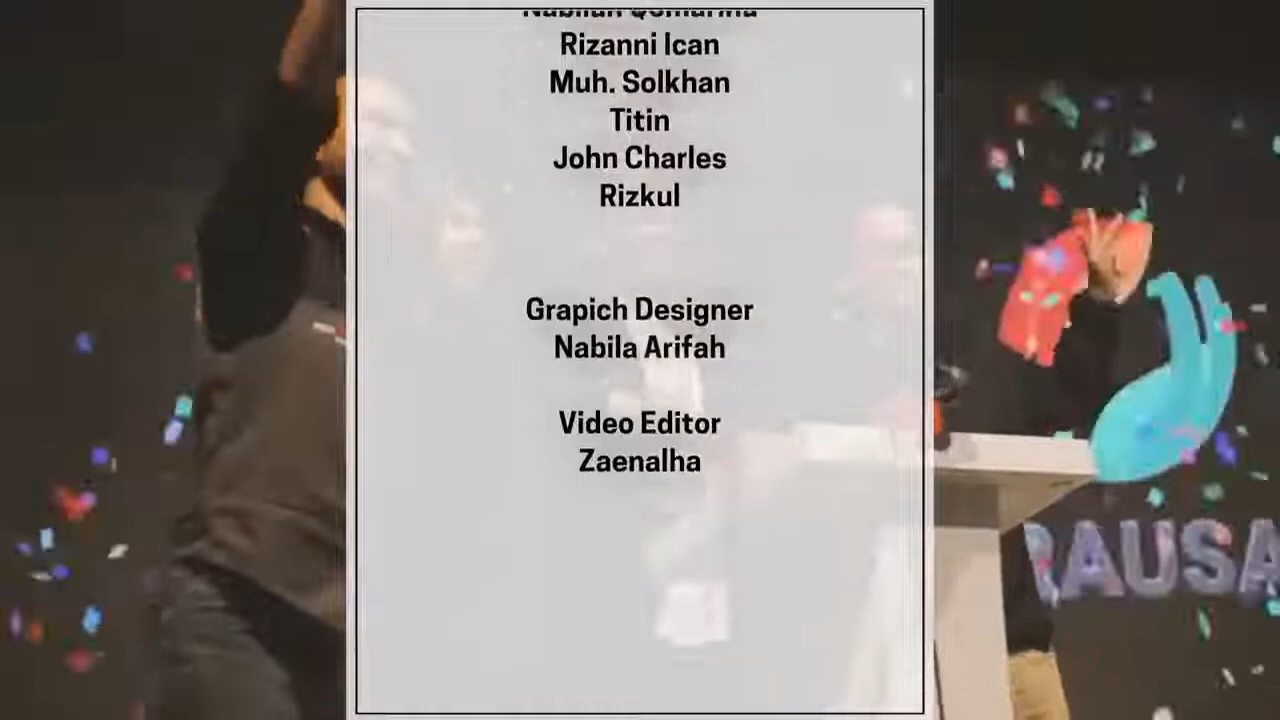 Rizanni Ican
Muh. Solkhan
Titin
John Charles
Rizkul
Grapich Designer
Nabila Arifah
Video Editor
Zaenalha